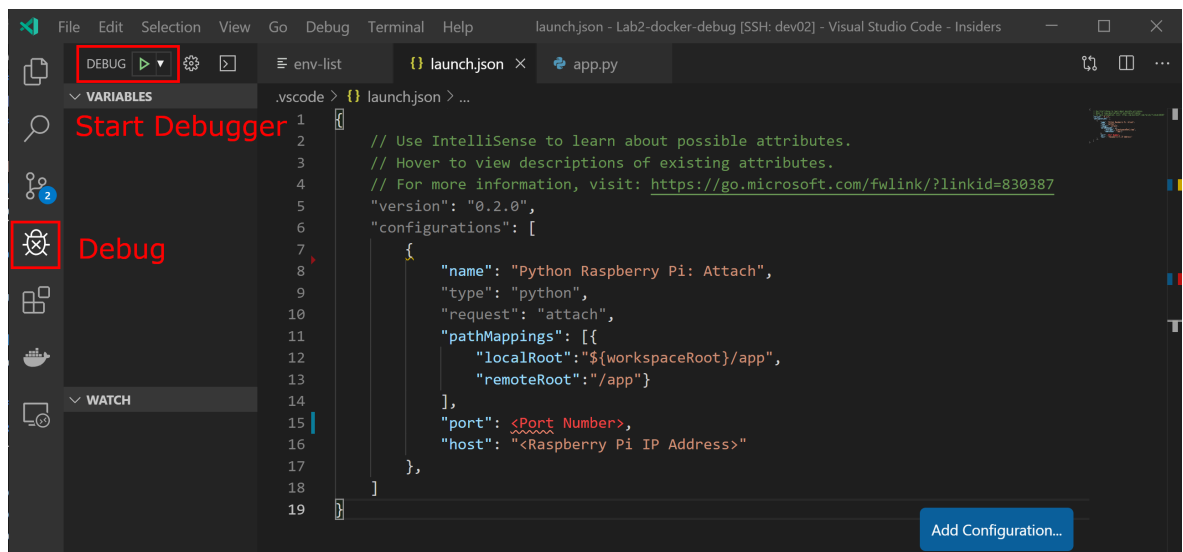 File Edit Selection View Go Debug Terminal Help launch.json - Lab2-docker-debug [SSH: dev02] - Visual Studio Code - Insiders
DEBUG
env-list {} launch.json × app.py
VARIABLES
.vscode > {} launch.json > ...
Start Debugger
1 {
2 // Use IntelliSense to learn about possible attributes.
3 // Hover to view descriptions of existing attributes.
4 // For more information, visit: https://go.microsoft.com/fwlink/?linkid=830387
5 "version": "0.2.0",
6 "configurations": [
2
Debug
7 {
8 "name": "Python Raspberry Pi: Attach",
9 "type": "python",
10 "request": "attach",
11 "pathMappings": [{
12 "localRoot":"${workspaceRoot}/app",
13 "remoteRoot":"/app"}
WATCH
14 ],
15 "port": <Port Number>,
16 "host": "<Raspberry Pi IP Address>"
17 },
18 ]
19 }
Add Configuration...